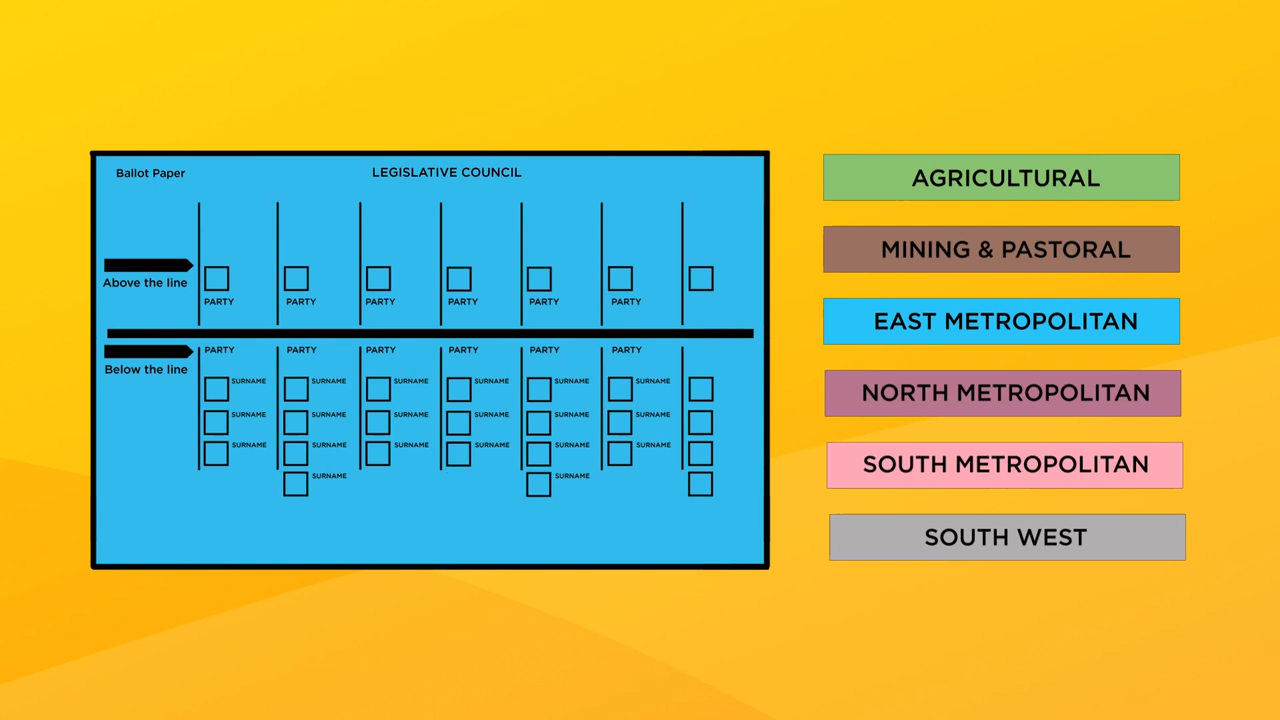 Ballot Paper
LEGISLATIVE COUNCIL
Above the line
PARTY PARTY PARTY PARTY PARTY PARTY
PARTY PARTY PARTY PARTY PARTY PARTY
Below the line
SURNAME SURNAME SURNAME SURNAME SURNAME SURNAME
SURNAME SURNAME SURNAME SURNAME SURNAME SURNAME
SURNAME SURNAME SURNAME SURNAME SURNAME SURNAME
SURNAME SURNAME
AGRICULTURAL
MINING & PASTORAL
EAST METROPOLITAN
NORTH METROPOLITAN
SOUTH METROPOLITAN
SOUTH WEST